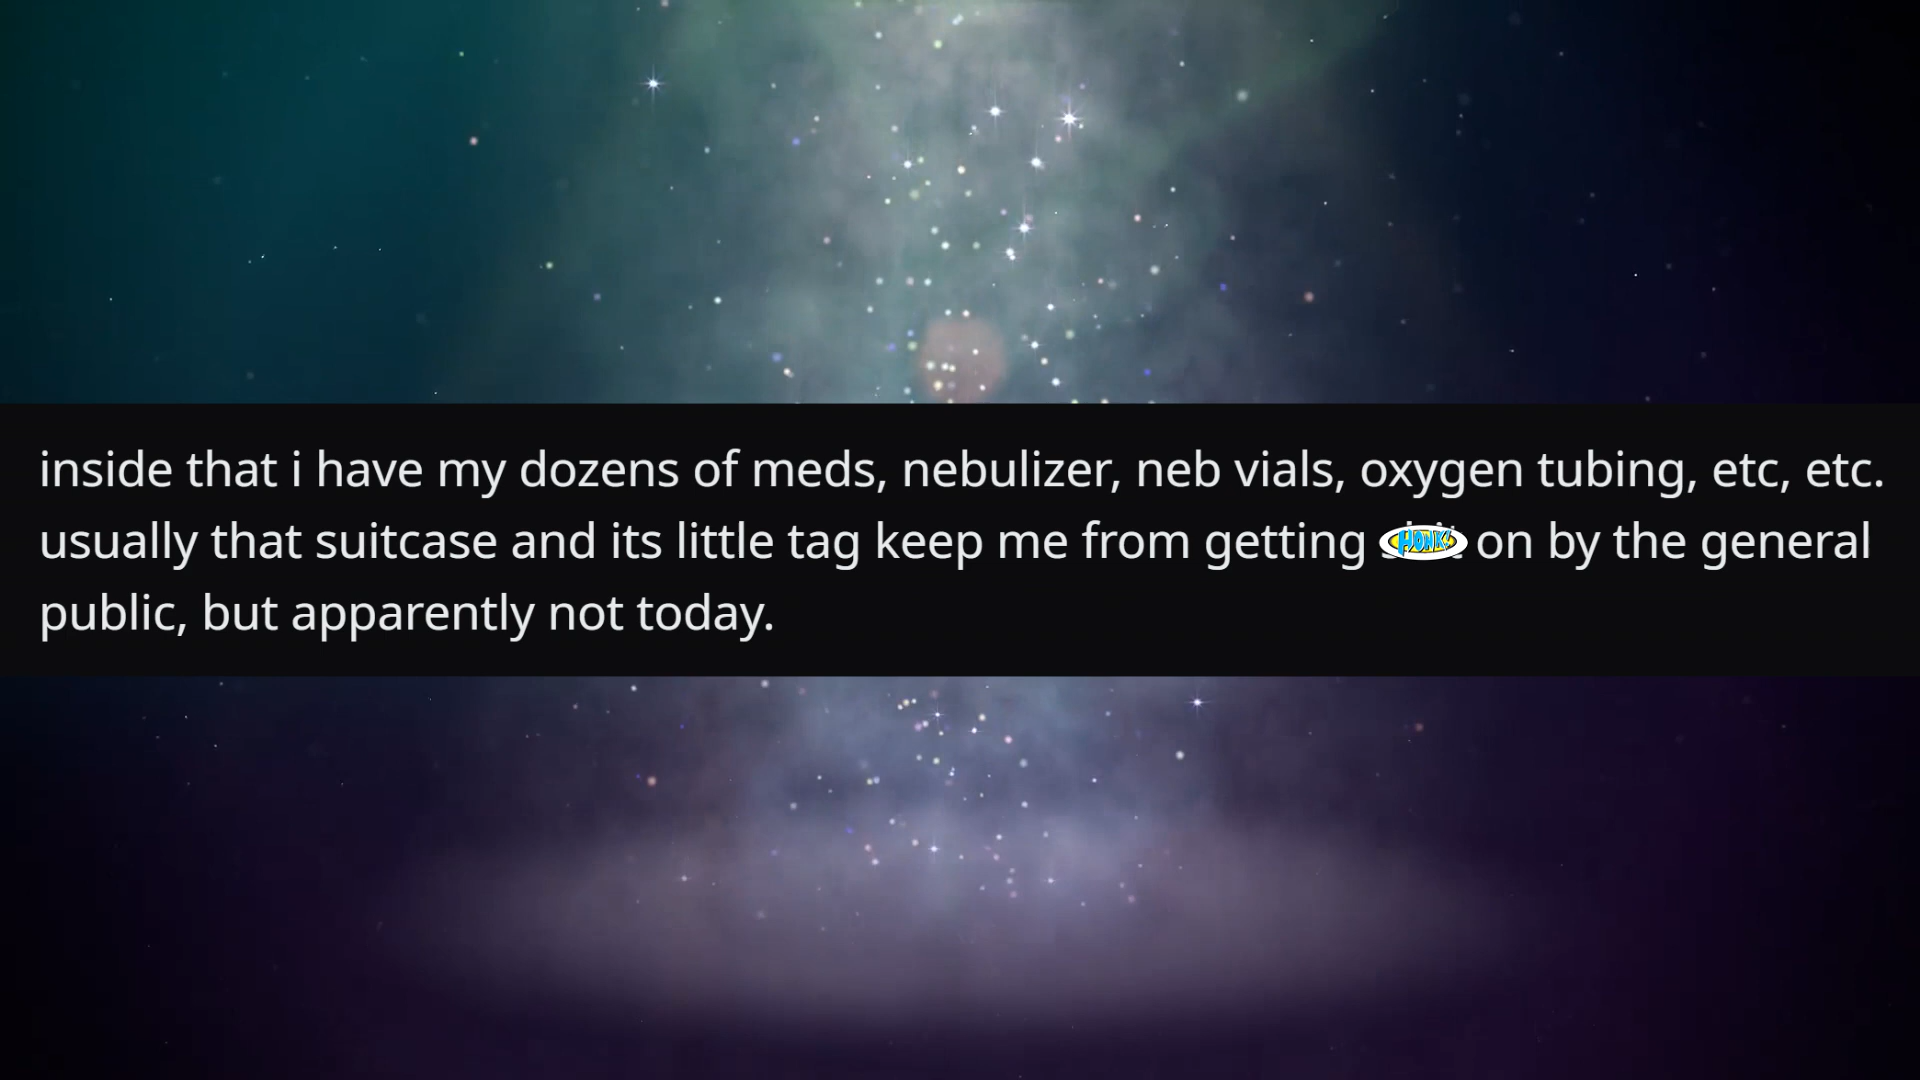 inside that i have my dozens of meds, nebulizer, neb vials, oxygen tubing, etc, etc.
usually that suitcase and its little tag keep me from getting HONK! on by the general
public, but apparently not today.